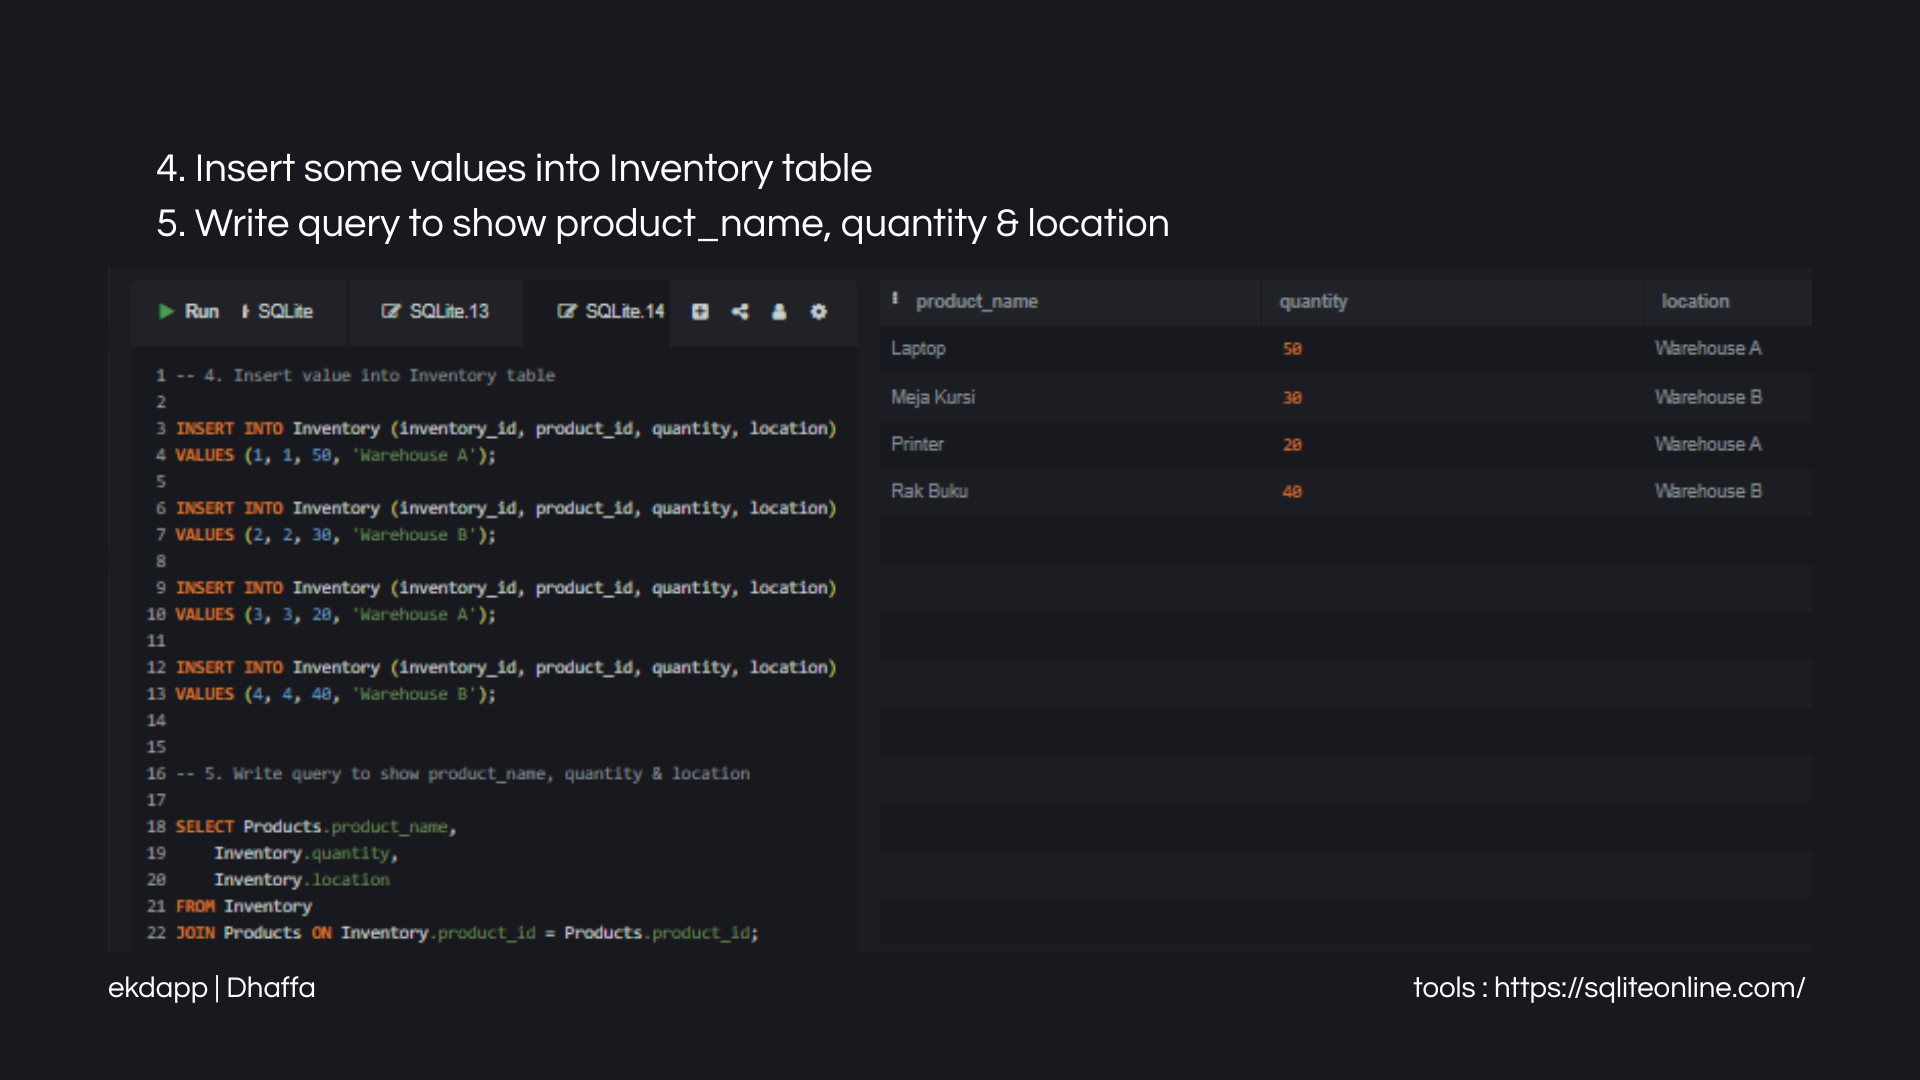 4. Insert some values into Inventory table
5. Write query to show product_name, quantity & location
Run SQLite SQLite.13 SQLite.14
1 -- 4. Insert value into Inventory table
2
3 INSERT INTO Inventory (inventory_id, product_id, quantity, location)
4 VALUES (1, 1, 50, 'Warehouse A');
5
6 INSERT INTO Inventory (inventory_id, product_id, quantity, location)
7 VALUES (2, 2, 30, 'Warehouse B');
8
9 INSERT INTO Inventory (inventory_id, product_id, quantity, location)
10 VALUES (3, 3, 20, 'Warehouse A');
11
12 INSERT INTO Inventory (inventory_id, product_id, quantity, location)
13 VALUES (4, 4, 40, 'Warehouse B');
14
15
16 -- 5. Write query to show product_name, quantity & location
17
18 SELECT Products.product_name,
19 Inventory.quantity,
20 Inventory.location
21 FROM Inventory
22 JOIN Products ON Inventory.product_id = Products.product_id;
product_name quantity location
Laptop 50 Warehouse A
Meja Kursi 30 Warehouse B
Printer 20 Warehouse A
Rak Buku 40 Warehouse B
ekdapp | Dhaffa
tools : https://sqliteonline.com/